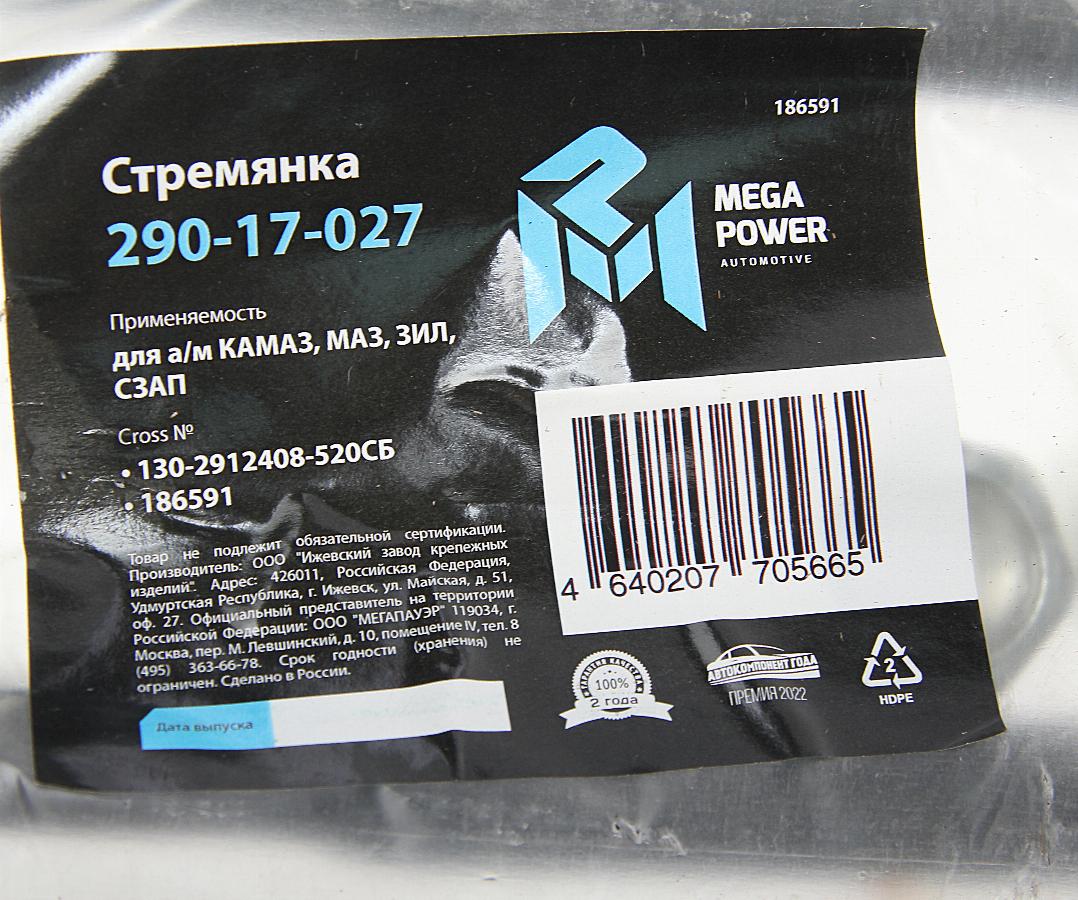 186591
Стремянка
290-17-027
MEGA
POWER
AUTOMOTIVE
Применяемость
для а/м КАМАЗ, МАЗ, ЗИЛ,
СЗАП
Cross №
• 130-2912408-520СБ
• 186591
Товар не подлежит обязательной сертификации.
Производитель: ООО "Ижевский завод крепежных
изделий". Адрес: 426011, Российская Федерация,
Удмуртская Республика, г. Ижевск, ул. Майская, д. 51,
оф. 27. Официальный представитель на территории
Российской Федерации: ООО "МЕГАПАУЭР" 119034, г.
Москва, пер. М. Левшинский, д. 10, помещение IV, тел. 8
(495) 363-66-78. Срок годности (хранения) не
ограничен. Сделано в России.
Дата выпуска
4 640207 705665
ГАРАНТИЯ КАЧЕСТВА
100%
2 года
АВТОКОМПОНЕНТ ГОДА
ПРЕМИЯ 2022
2
HDPE